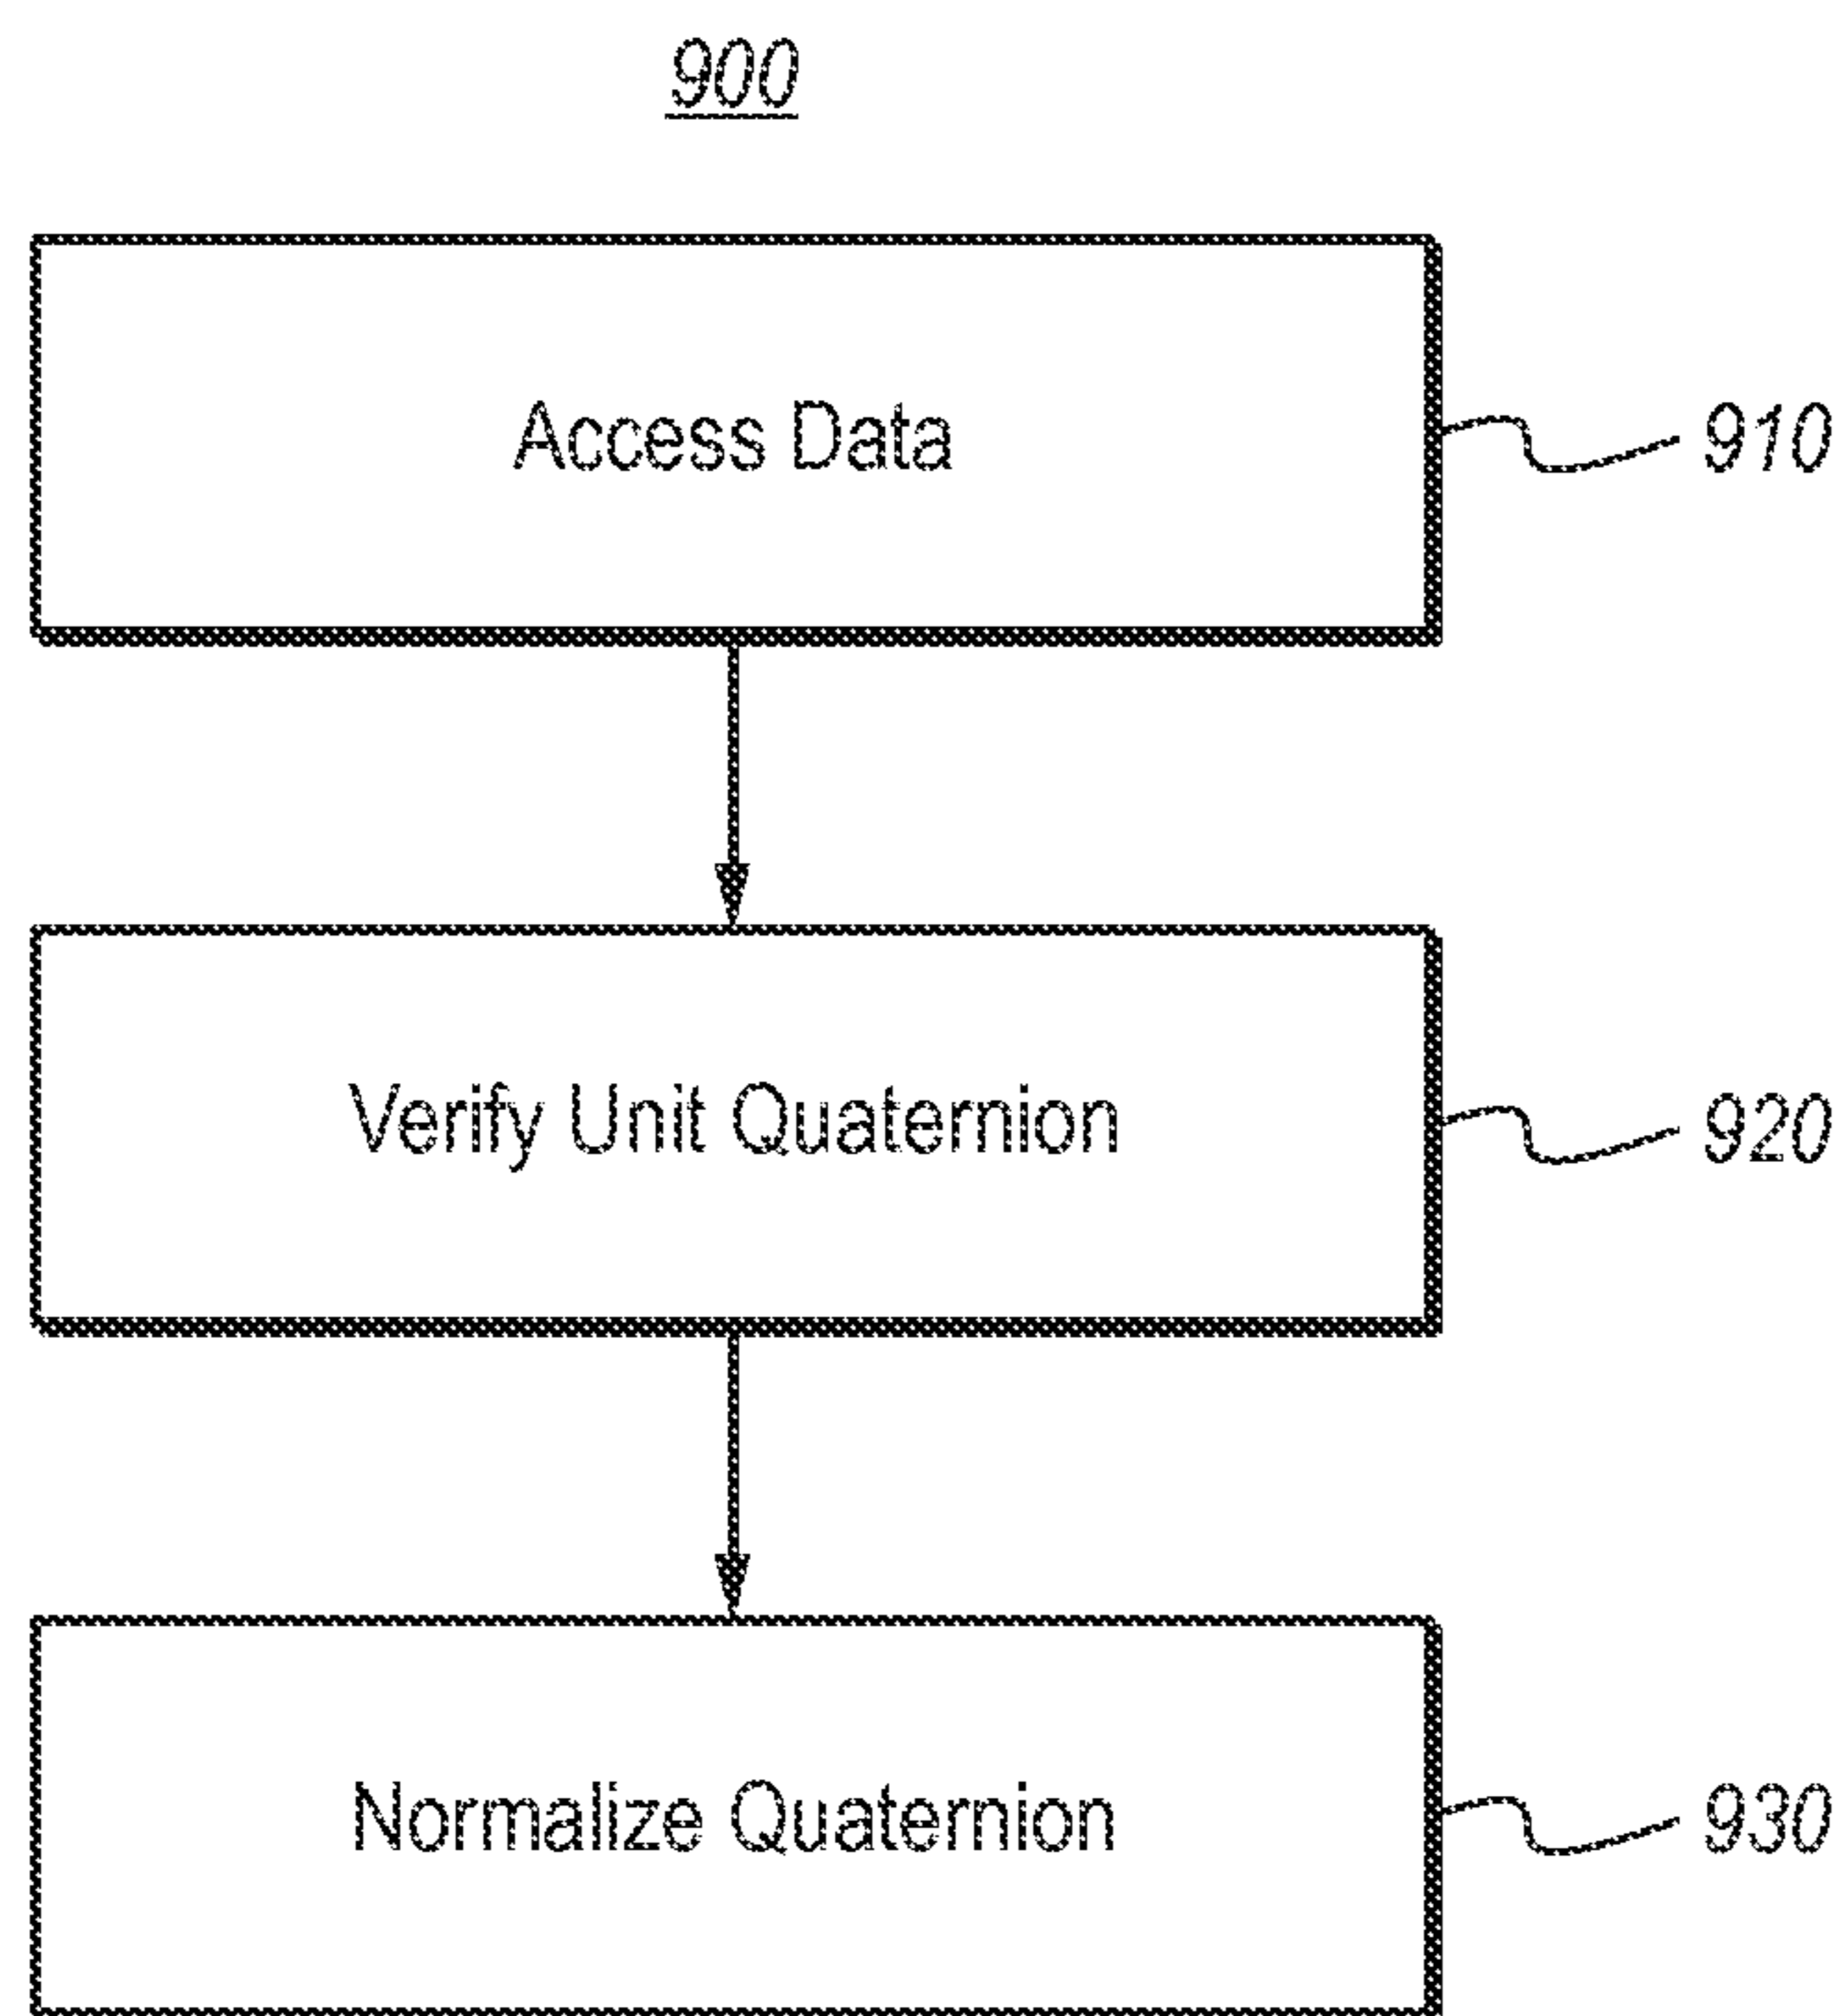 900
Access Data
910
Verify Unit Quaternion
920
Normalize Quaternion
930